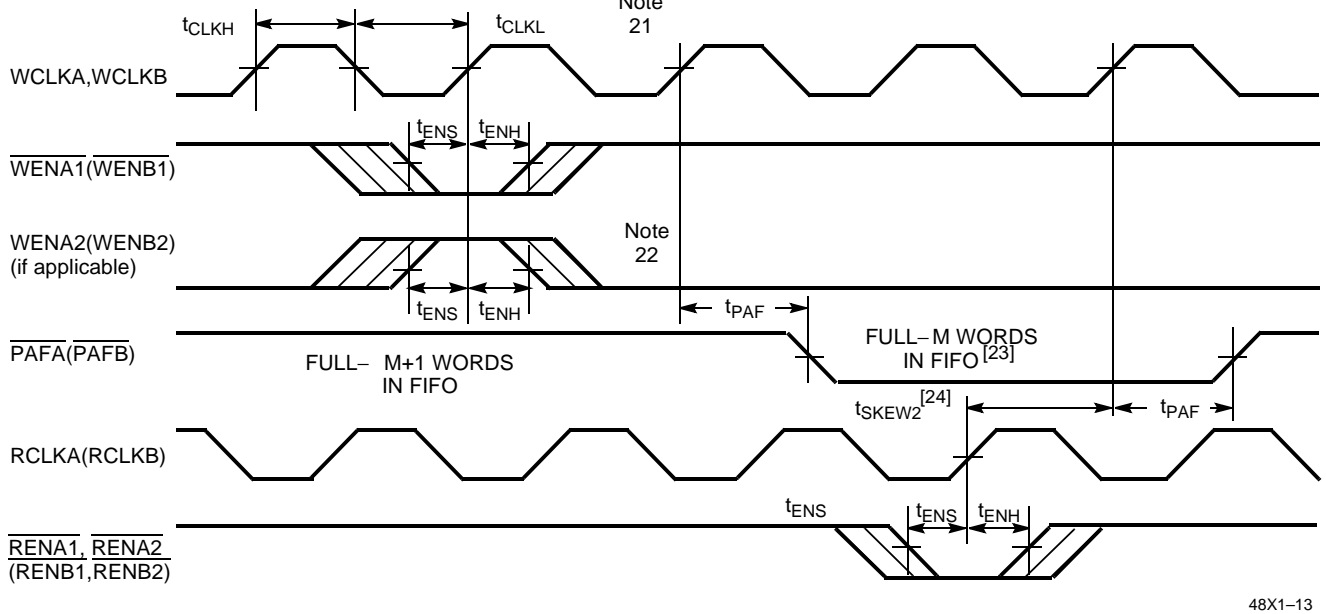 Note
21
tCLKH
tCLKL
WCLKA,WCLKB
tENS
tENH
WENA1(WENB1)
WENA2(WENB2)
(if applicable)
Note
22
tENS
tENH
tPAF
PAFA(PAFB)
FULL− M+1 WORDS
IN FIFO
FULL− M WORDS
IN FIFO[23]
tSKEW2[24]
tPAF
RCLKA(RCLKB)
tENS
tENS
tENH
RENA1, RENA2
(RENB1,RENB2)
48X1–13